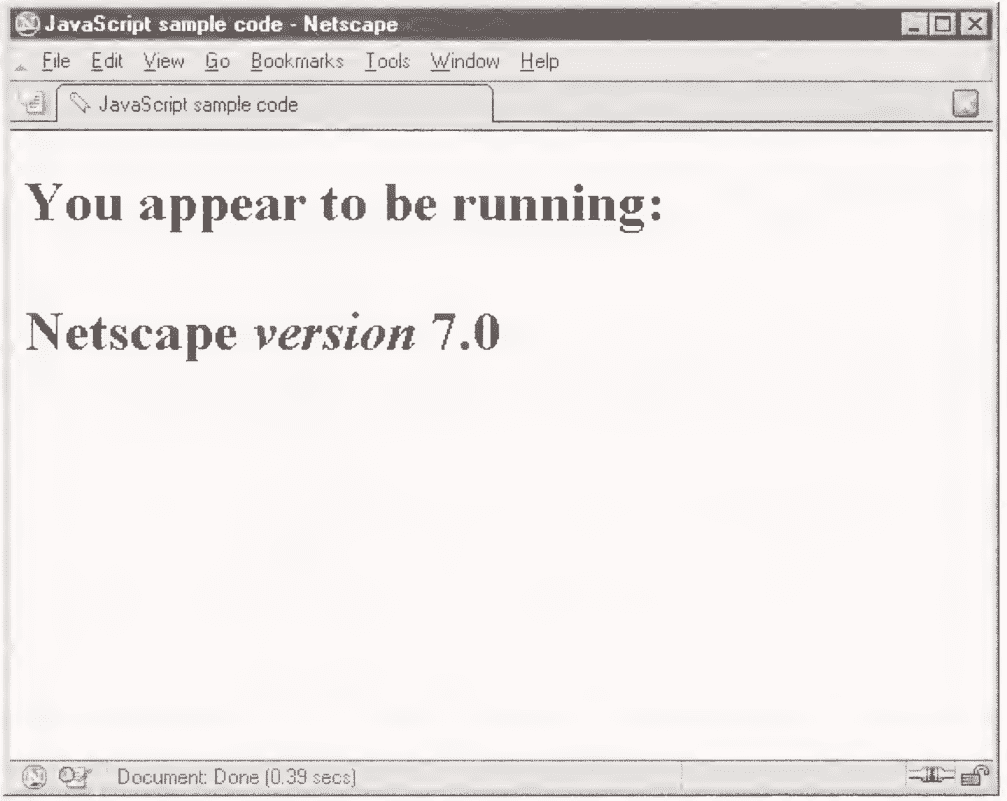 JavaScript sample code - Netscape
File Edit View Go Bookmarks Tools Window Help
JavaScript sample code
You appear to be running:
Netscape version 7.0
Document: Done (0.39 secs)